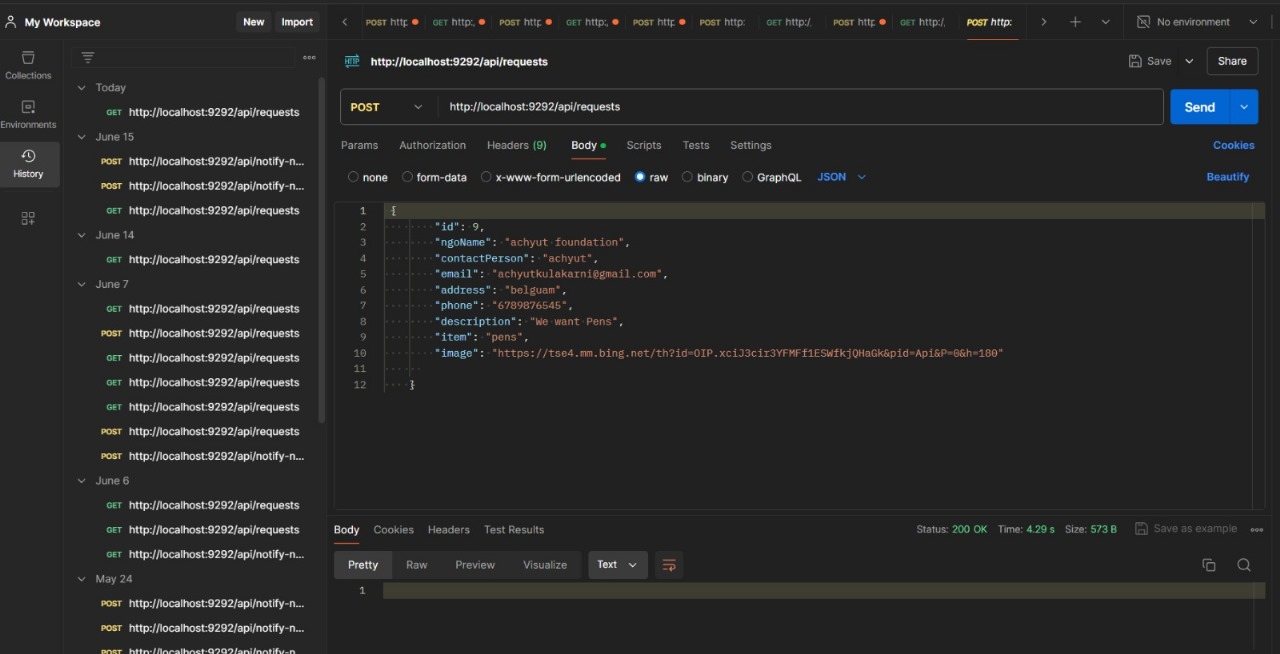 My Workspace New Import
POST http: GET http:, POST http: GET http:, POST http: POST http: GET http:/, POST http: GET http:/, POST http: No environment
Collections
Environments
History
Today
GET http://localhost:9292/api/requests
June 15
POST http://localhost:9292/api/notify-n...
POST http://localhost:9292/api/notify-n...
GET http://localhost:9292/api/requests
June 14
GET http://localhost:9292/api/requests
June 7
GET http://localhost:9292/api/requests
POST http://localhost:9292/api/requests
GET http://localhost:9292/api/requests
GET http://localhost:9292/api/requests
GET http://localhost:9292/api/requests
POST http://localhost:9292/api/requests
POST http://localhost:9292/api/notify-n...
June 6
GET http://localhost:9292/api/requests
GET http://localhost:9292/api/requests
GET http://localhost:9292/api/notify-n...
May 24
POST http://localhost:9292/api/notify-n...
POST http://localhost:9292/api/notify-n...
POST http://localhost:9292/api/notify-n
HTTP http://localhost:9292/api/requests Save Share
POST http://localhost:9292/api/requests Send
Params Authorization Headers (9) Body Scripts Tests Settings Cookies
none form-data x-www-form-urlencoded raw binary GraphQL JSON Beautify
1 {
2 "id": 9,
3 "ngoName": "achyut foundation",
4 "contactPerson": "achyut",
5 "email": "achyutkulakarni@gmail.com",
6 "address": "belguam",
7 "phone": "6789876545",
8 "description": "We want Pens",
9 "item": "pens",
10 "image": "https://tse4.mm.bing.net/th?id=OIP.xciJ3cir3YFMFf1ESWfkjQHaGk&pid=Api&P=0&h=180"
11
12 }
Body Cookies Headers Test Results Status: 200 OK Time: 4.29 s Size: 573 B Save as example
Pretty Raw Preview Visualize Text
1